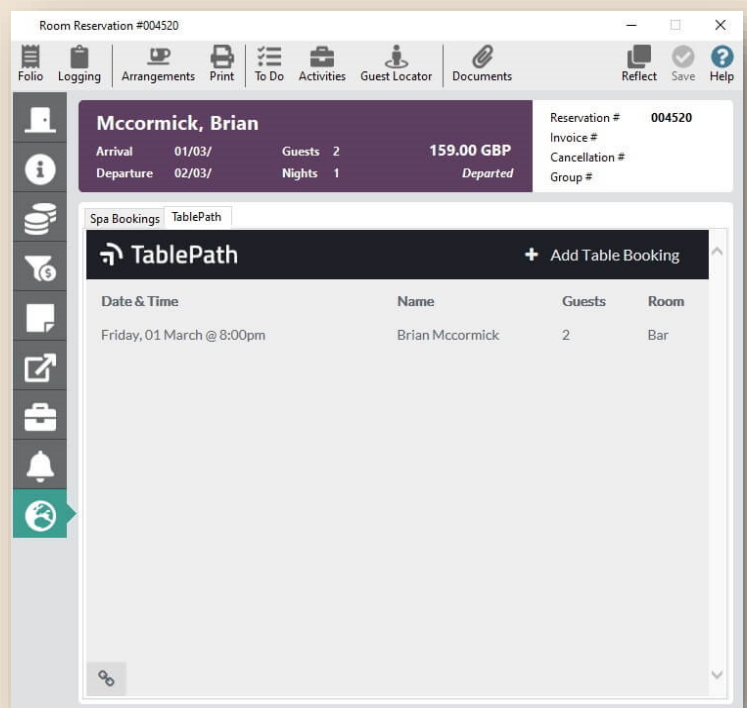 Room Reservation #004520
Folio Logging Arrangements Print To Do Activities Guest Locator Documents Reflect Save Help
Mccormick, Brian
Arrival 01/03/ Guests 2 159.00 GBP
Departure 02/03/ Nights 1 Departed
Reservation # 004520
Invoice #
Cancellation #
Group #
Spa Bookings TablePath
TablePath + Add Table Booking
Date & Time Name Guests Room
Friday, 01 March @ 8:00pm Brian Mccormick 2 Bar